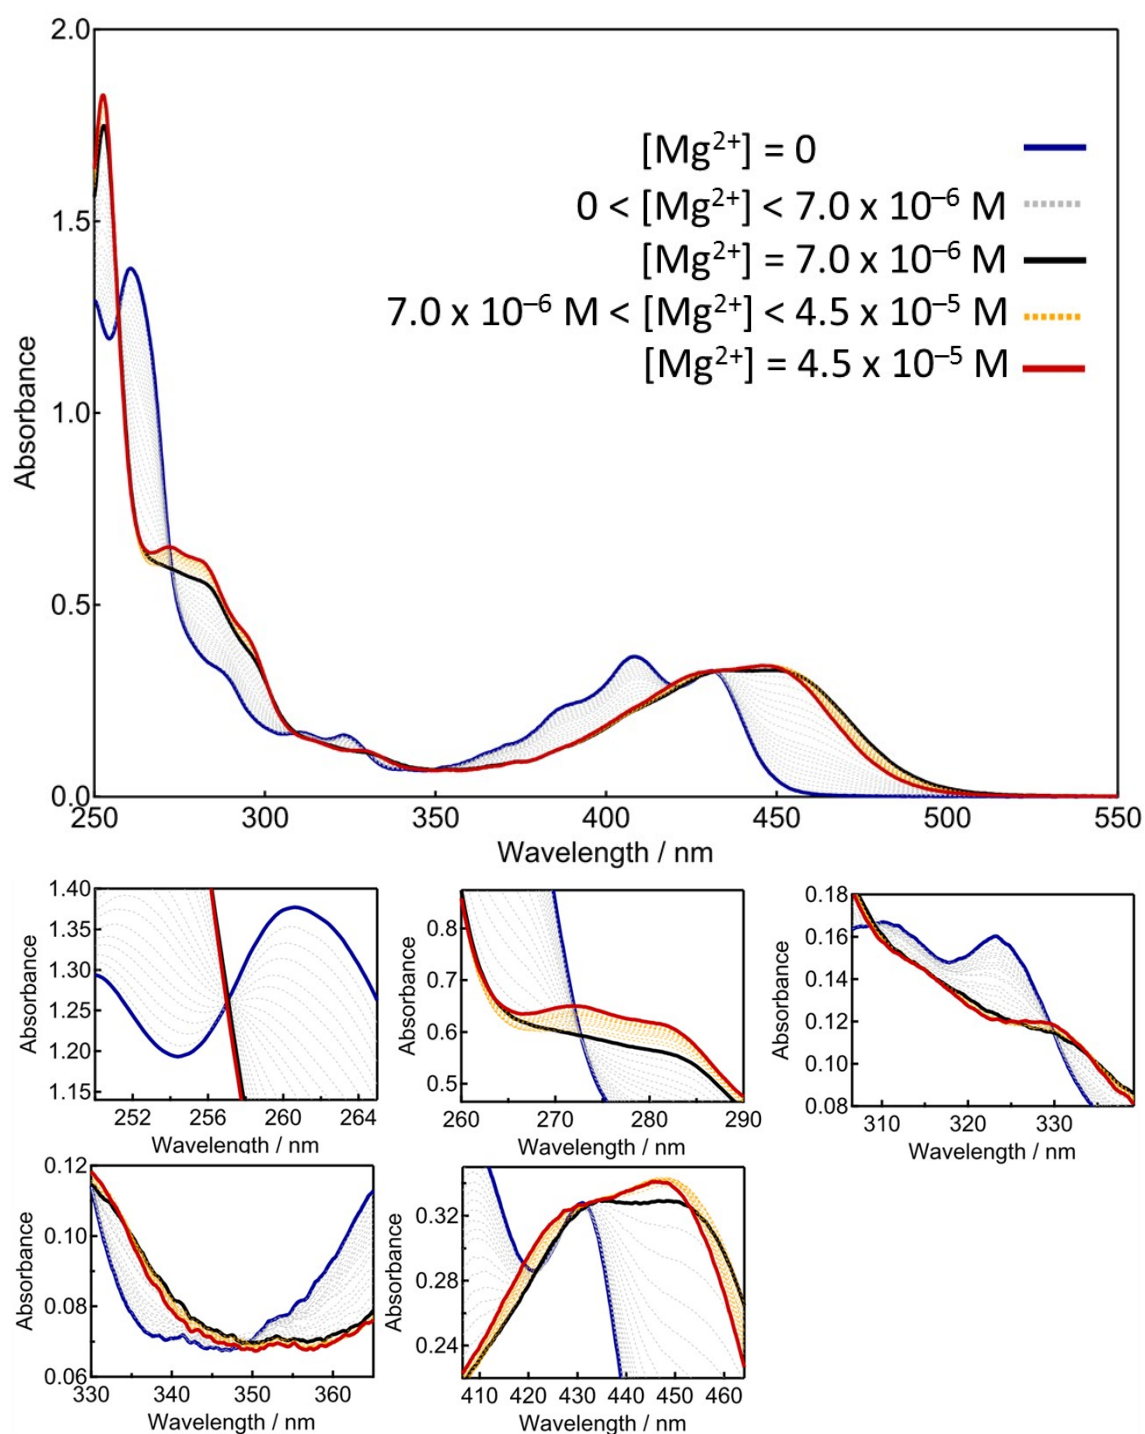 2.0
1.5
1.0
0.5
0.0
Absorbance
[Mg²⁺] = 0
0 < [Mg²⁺] < 7.0 x 10⁻⁶ M
[Mg²⁺] = 7.0 x 10⁻⁶ M
7.0 x 10⁻⁶ M < [Mg²⁺] < 4.5 x 10⁻⁵ M
[Mg²⁺] = 4.5 x 10⁻⁵ M
250 300 350 400 450 500 550
Wavelength / nm
1.40
1.35
1.30
1.25
1.20
1.15
Absorbance
252 256 260 264
Wavelength / nm
0.8
0.7
0.6
0.5
Absorbance
260 270 280 290
Wavelength / nm
0.18
0.16
0.14
0.12
0.10
0.08
Absorbance
310 320 330
Wavelength / nm
0.12
0.10
0.08
0.06
Absorbance
330 340 350 360
Wavelength / nm
0.32
0.28
0.24
Absorbance
410 420 430 440 450 460
Wavelength / nm